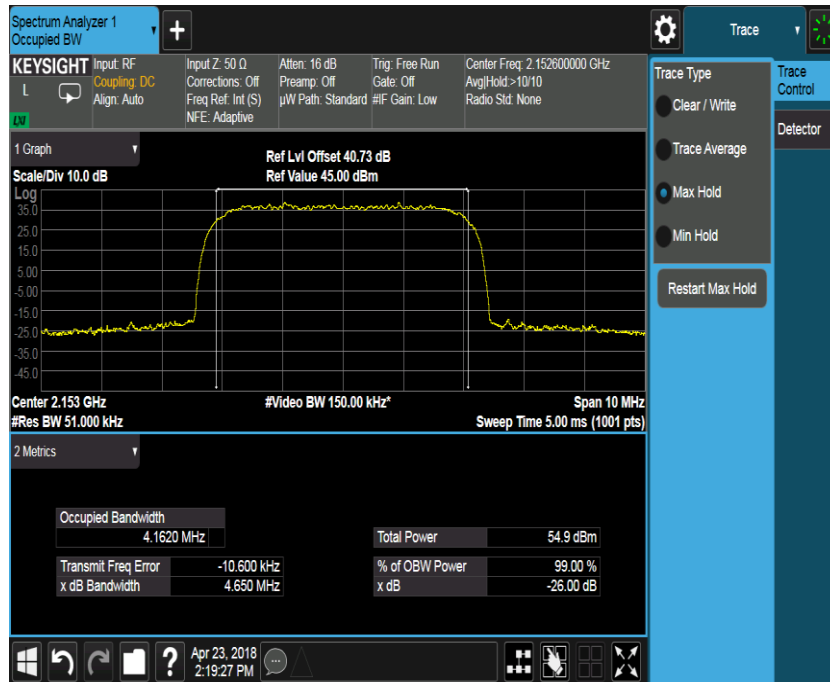 Spectrum Analyzer 1
Occupied BW
+
Trace
KEYSIGHT Input: RF Input Z: 50 Ω Atten: 16 dB Trig: Free Run Center Freq: 2.152600000 GHz
L Coupling: DC Corrections: Off Preamp: Off Gate: Off Avg|Hold:>10/10
Align: Auto Freq Ref: Int (S) µW Path: Standard #IF Gain: Low Radio Std: None
LXI NFE: Adaptive
Trace Type
Clear / Write
Trace Average
Max Hold
Min Hold
Restart Max Hold
Trace
Control
Detector
1 Graph
Scale/Div 10.0 dB
Ref Lvl Offset 40.73 dB
Ref Value 45.00 dBm
Log
35.0
25.0
15.0
5.00
-5.00
-15.0
-25.0
-35.0
-45.0
Center 2.153 GHz #Video BW 150.00 kHz* Span 10 MHz
#Res BW 51.000 kHz Sweep Time 5.00 ms (1001 pts)
2 Metrics
Occupied Bandwidth
4.1620 MHz Total Power 54.9 dBm
Transmit Freq Error -10.600 kHz % of OBW Power 99.00 %
x dB Bandwidth 4.650 MHz x dB -26.00 dB
? Apr 23, 2018
2:19:27 PM